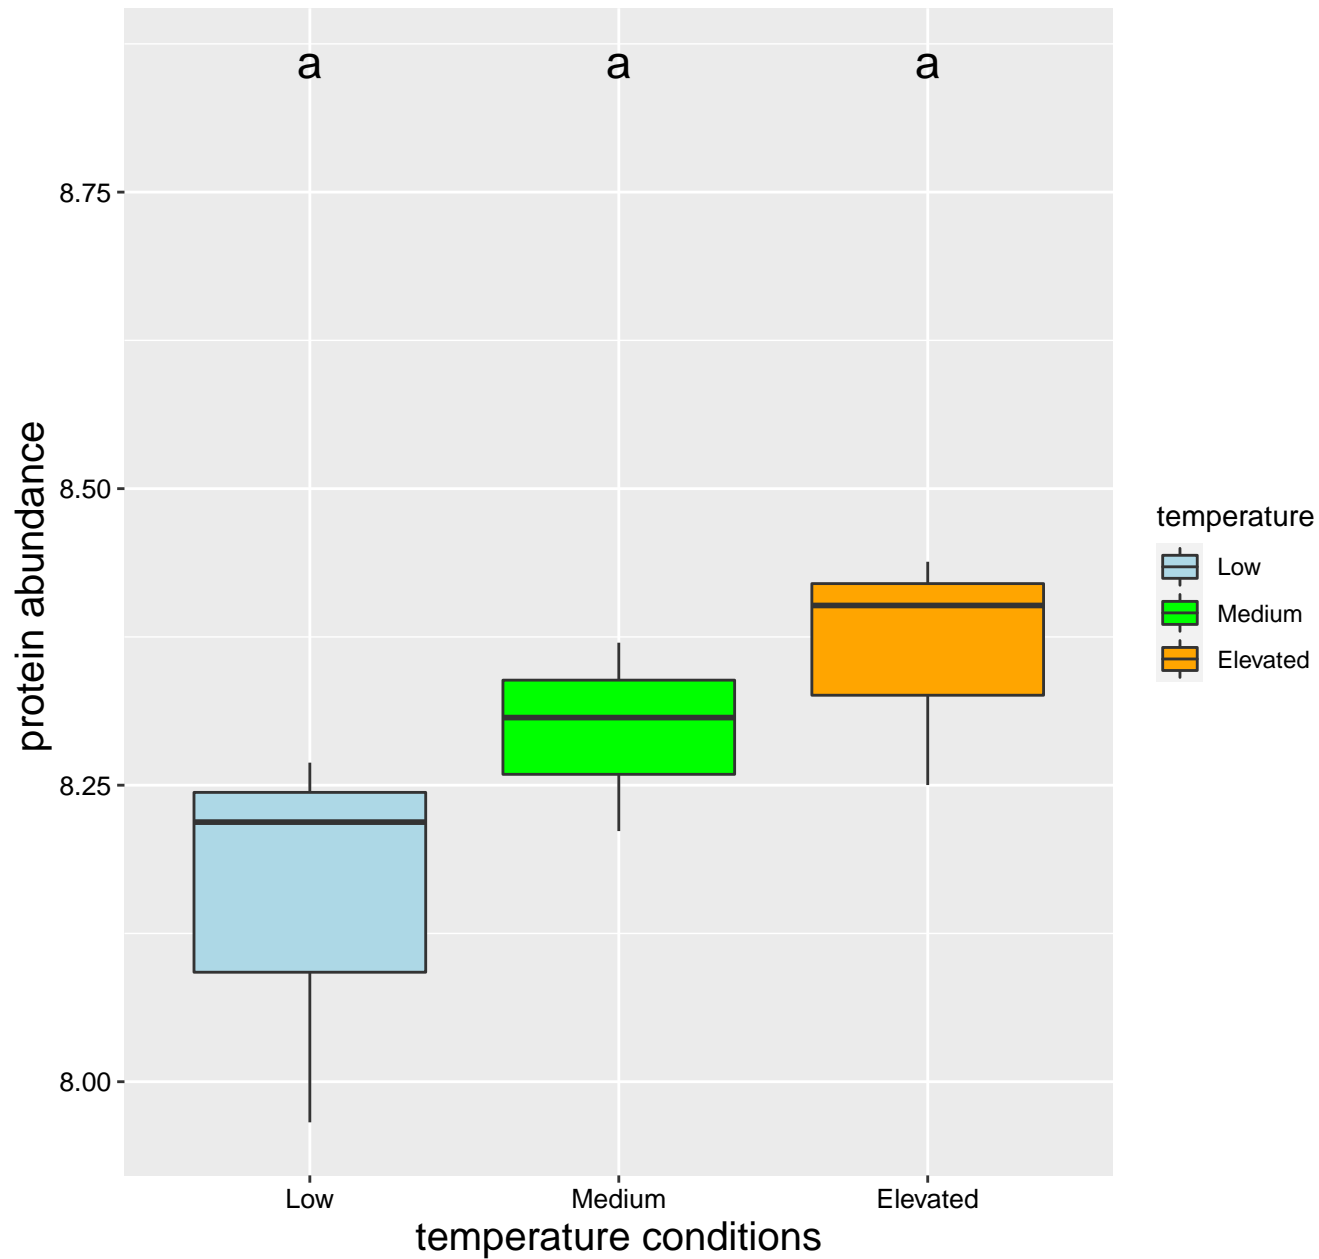 a a a
8.75
8.50
8.25
8.00
protein abundance
Low Medium Elevated
temperature conditions
temperature
Low
Medium
Elevated